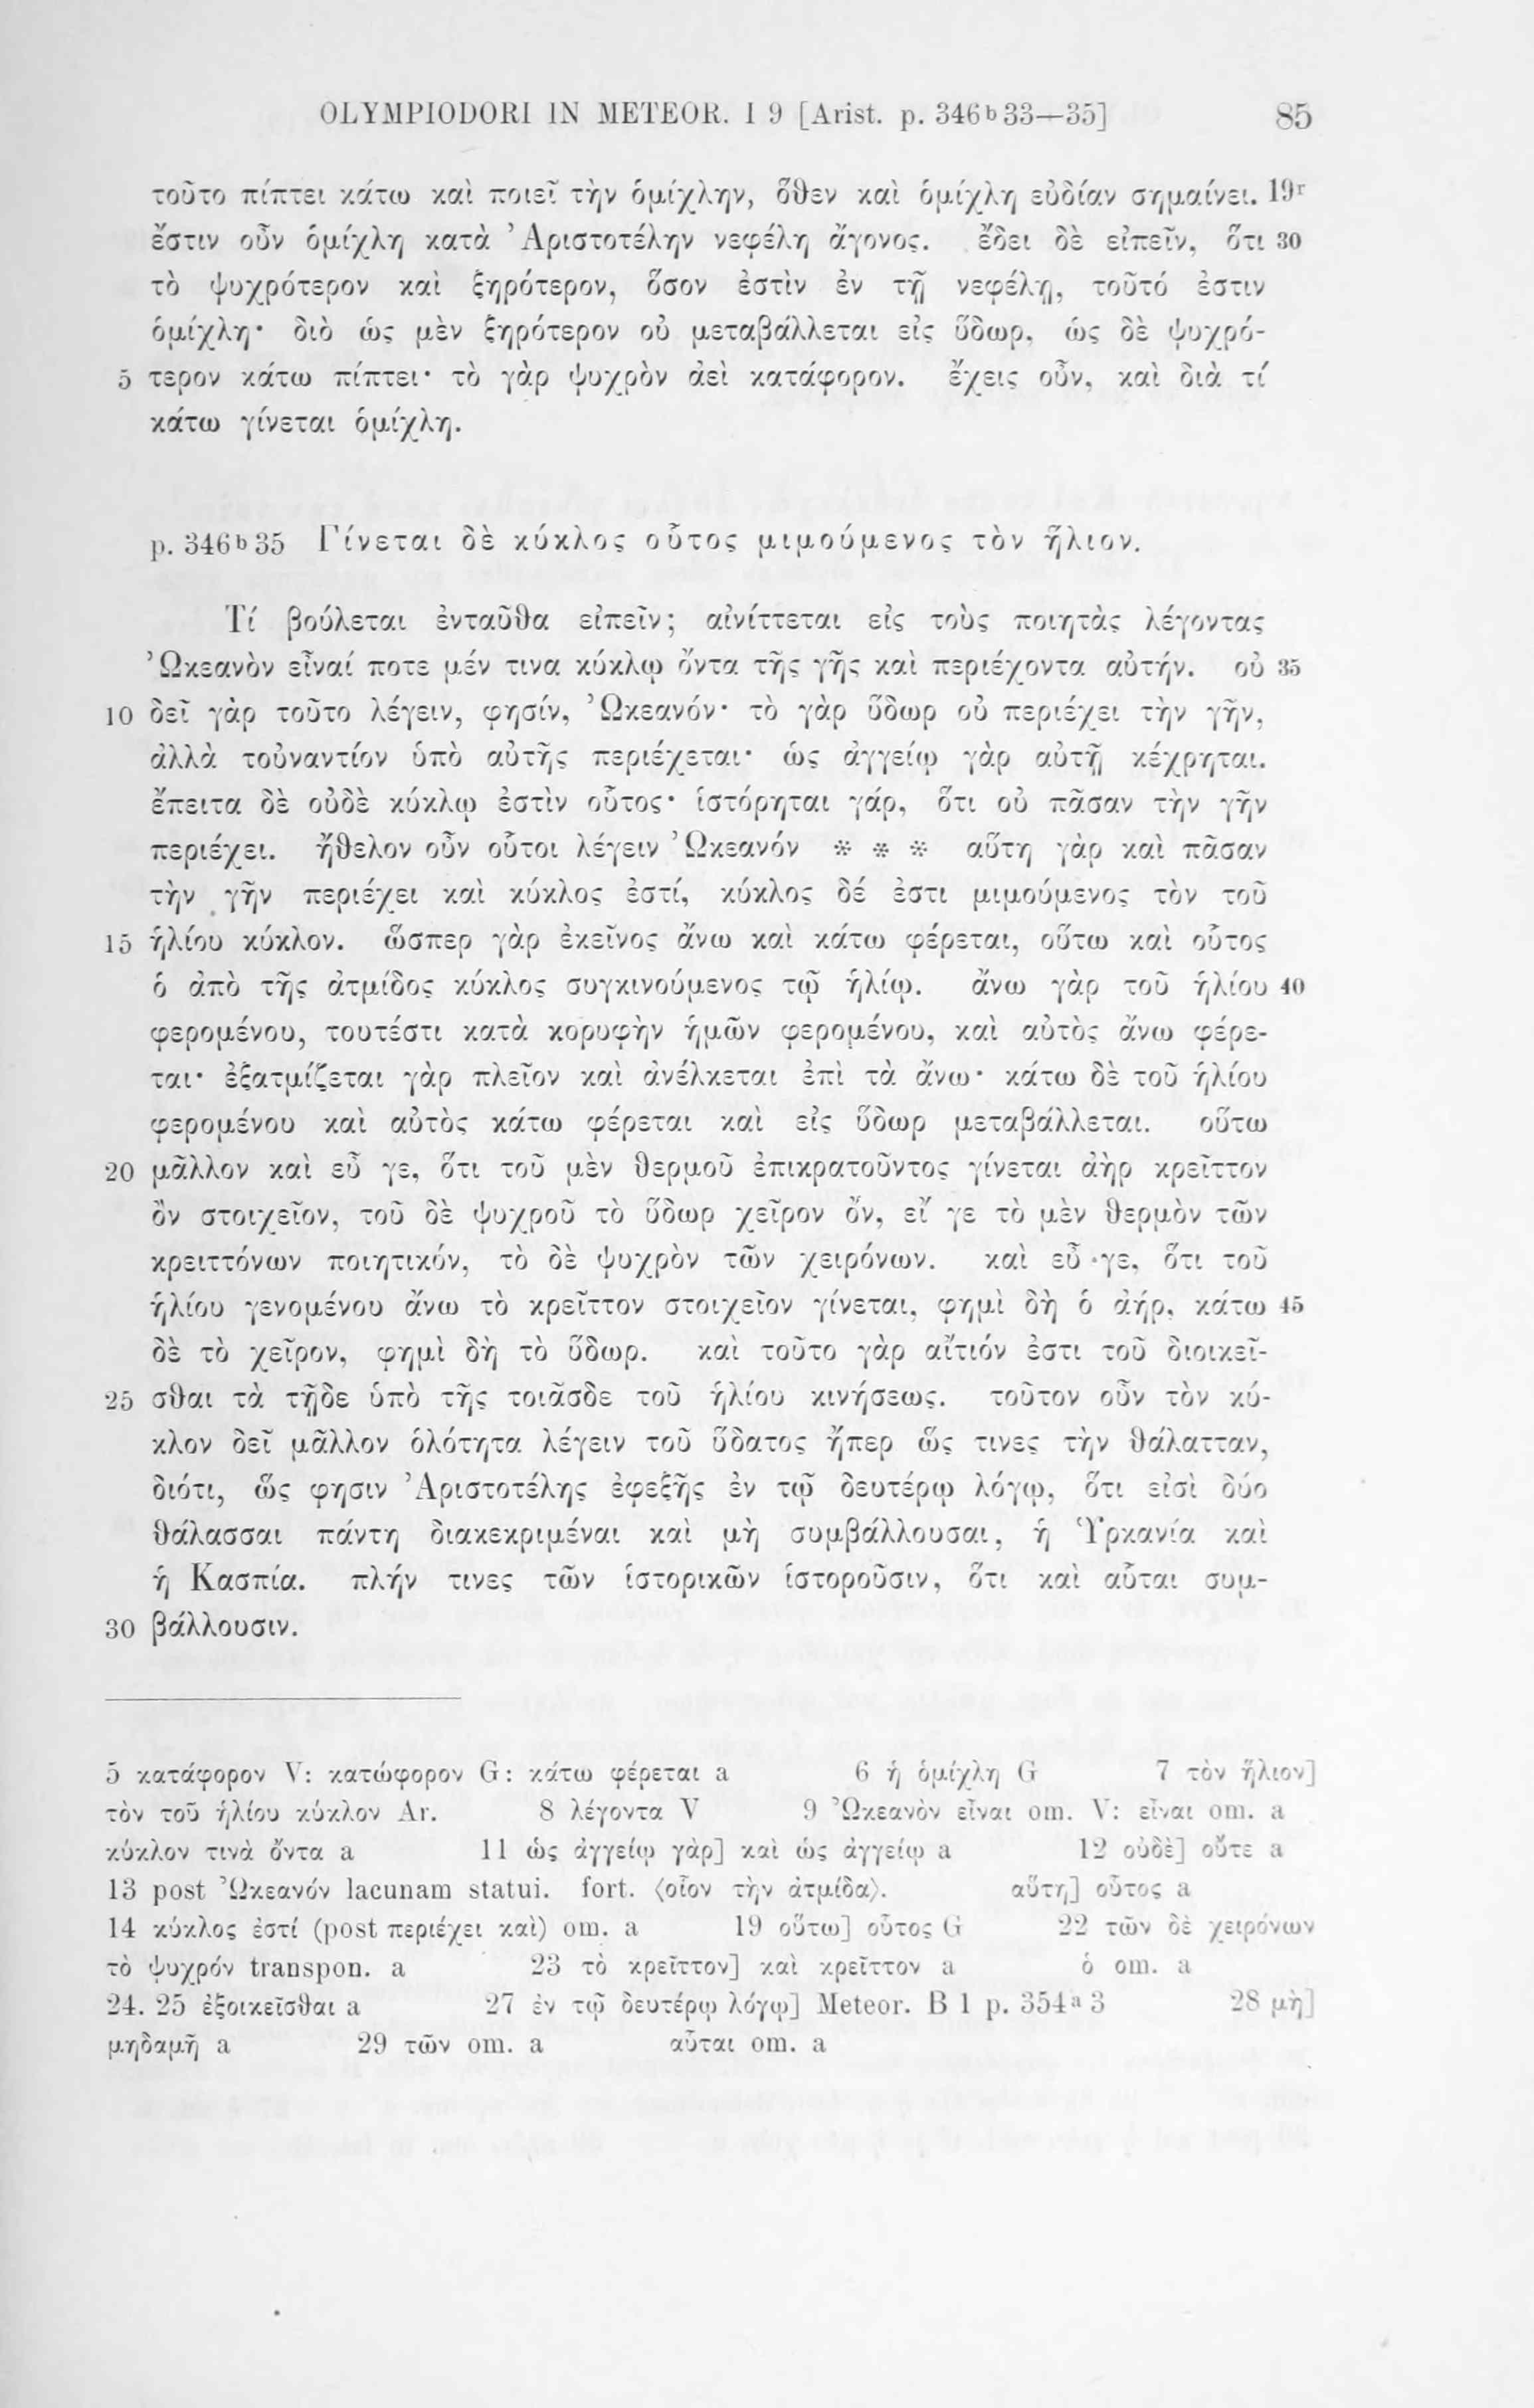 OLYMPIODORI IN METEOR. I 9 [Arist. p. 346ᵇ33—35] 85
τοῦτο πίπτει κάτω καὶ ποιεῖ τὴν ὁμίχλην, ὅθεν καὶ ὁμίχλη εὐδίαν σημαίνει. 19ʳ
ἔστιν οὖν ὁμίχλη κατὰ Ἀριστοτέλην νεφέλη ἄγονος. ἔδει δὲ εἰπεῖν, ὅτι 30
τὸ ψυχρότερον καὶ ξηρότερον, ὅσον ἐστὶν ἐν τῇ νεφέλῃ, τοῦτό ἐστιν
ὁμίχλη· διὸ ὡς μὲν ξηρότερον οὐ μεταβάλλεται εἰς ὕδωρ, ὡς δὲ ψυχρό-
5 τερον κάτω πίπτει· τὸ γὰρ ψυχρὸν ἀεὶ κατάφορον. ἔχεις οὖν, καὶ διὰ τί
κάτω γίνεται ὁμίχλη.
p. 346ᵇ35 Γίνεται δὲ κύκλος οὗτος μιμούμενος τὸν ἥλιον.
Τί βούλεται ἐνταῦθα εἰπεῖν; αἰνίττεται εἰς τοὺς ποιητὰς λέγοντας
Ὠκεανὸν εἶναί ποτε μέν τινα κύκλῳ ὄντα τῆς γῆς καὶ περιέχοντα αὐτήν. οὐ 35
10 δεῖ γὰρ τοῦτο λέγειν, φησίν, Ὠκεανόν· τὸ γὰρ ὕδωρ οὐ περιέχει τὴν γῆν,
ἀλλὰ τοὐναντίον ὑπὸ αὐτῆς περιέχεται· ὡς ἀγγείῳ γὰρ αὐτῇ κέχρηται.
ἔπειτα δὲ οὐδὲ κύκλῳ ἐστὶν οὗτος· ἱστόρηται γάρ, ὅτι οὐ πᾶσαν τὴν γῆν
περιέχει. ἤθελον οὖν οὗτοι λέγειν Ὠκεανόν * * * αὕτη γὰρ καὶ πᾶσαν
τὴν γῆν περιέχει καὶ κύκλος ἐστί, κύκλος δέ ἐστι μιμούμενος τὸν τοῦ
15 ἡλίου κύκλον. ὥσπερ γὰρ ἐκεῖνος ἄνω καὶ κάτω φέρεται, οὕτω καὶ οὗτος
ὁ ἀπὸ τῆς ἀτμίδος κύκλος συγκινούμενος τῷ ἡλίῳ. ἄνω γὰρ τοῦ ἡλίου 40
φερομένου, τουτέστι κατὰ κορυφὴν ἡμῶν φερομένου, καὶ αὐτὸς ἄνω φέρε-
ται· ἐξατμίζεται γὰρ πλεῖον καὶ ἀνέλκεται ἐπὶ τὰ ἄνω· κάτω δὲ τοῦ ἡλίου
φερομένου καὶ αὐτὸς κάτω φέρεται καὶ εἰς ὕδωρ μεταβάλλεται. οὕτω
20 μᾶλλον καὶ εὖ γε, ὅτι τοῦ μὲν θερμοῦ ἐπικρατοῦντος γίνεται ἀὴρ κρεῖττον
ὂν στοιχεῖον, τοῦ δὲ ψυχροῦ τὸ ὕδωρ χεῖρον ὄν, εἴ γε τὸ μὲν θερμὸν τῶν
κρειττόνων ποιητικόν, τὸ δὲ ψυχρὸν τῶν χειρόνων. καὶ εὖ γε, ὅτι τοῦ
ἡλίου γενομένου ἄνω τὸ κρεῖττον στοιχεῖον γίνεται, φημὶ δὴ ὁ ἀήρ, κάτω 45
δὲ τὸ χεῖρον, φημὶ δὴ τὸ ὕδωρ. καὶ τοῦτο γὰρ αἴτιόν ἐστι τοῦ διοικεῖ-
25 σθαι τὰ τῇδε ὑπὸ τῆς τοιᾶσδε τοῦ ἡλίου κινήσεως. τοῦτον οὖν τὸν κύ-
κλον δεῖ μᾶλλον ὁλότητα λέγειν τοῦ ὕδατος ἤπερ ὥς τινες τὴν θάλατταν,
διότι, ὥς φησιν Ἀριστοτέλης ἐφεξῆς ἐν τῷ δευτέρῳ λόγῳ, ὅτι εἰσὶ δύο
θάλασσαι πάντη διακεκριμέναι καὶ μὴ συμβάλλουσαι, ἡ Ὑρκανία καὶ
ἡ Κασπία. πλήν τινες τῶν ἱστορικῶν ἱστοροῦσιν, ὅτι καὶ αὗται συμ-
30 βάλλουσιν.
5 κατάφορον V: κατώφορον G: κάτω φέρεται a 6 ἡ ὁμίχλη G 7 τὸν ἥλιον]
τὸν τοῦ ἡλίου κύκλον Ar. 8 λέγοντα V 9 Ὠκεανὸν εἶναι om. V: εἶναι om. a
κύκλον τινὰ ὄντα a 11 ὡς ἀγγείῳ γὰρ] καὶ ὡς ἀγγείῳ a 12 οὐδὲ] οὔτε a
13 post Ὠκεανόν lacunam statui. fort. ⟨οἷον τὴν ἀτμίδα⟩. αὕτη] οὗτος a
14 κύκλος ἐστί (post περιέχει καὶ) om. a 19 οὕτω] οὗτος G 22 τῶν δὲ χειρόνων
τὸ ψυχρόν transpon. a 23 τὸ κρεῖττον] καὶ κρεῖττον a ὁ om. a
24. 25 ἐξοικεῖσθαι a 27 ἐν τῷ δευτέρῳ λόγῳ] Meteor. B 1 p. 354ᵃ3 28 μὴ]
μηδαμῇ a 29 τῶν om. a αὗται om. a